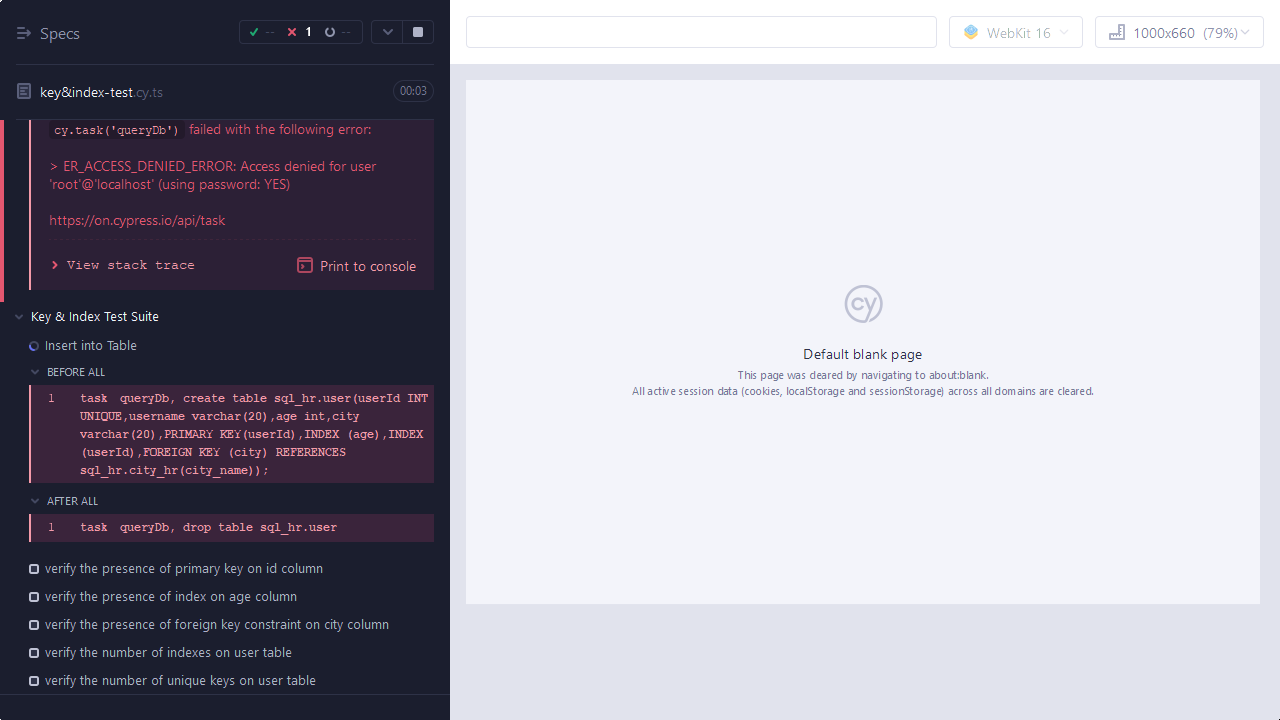 Specs
--
1
--
key&index-test.cy.ts
00:03
cy.task('queryDb') failed with the following error:
> ER_ACCESS_DENIED_ERROR: Access denied for user
'root'@'localhost' (using password: YES)
https://on.cypress.io/api/task
View stack trace
Print to console
Key & Index Test Suite
Insert into Table
BEFORE ALL
1 task queryDb, create table sql_hr.user(userId INT
UNIQUE,username varchar(20),age int,city
varchar(20),PRIMARY KEY(userId),INDEX (age),INDEX
(userId),FOREIGN KEY (city) REFERENCES
sql_hr.city_hr(city_name));
AFTER ALL
1 task queryDb, drop table sql_hr.user
verify the presence of primary key on id column
verify the presence of index on age column
verify the presence of foreign key constraint on city column
verify the number of indexes on user table
verify the number of unique keys on user table
WebKit 16
1000x660 (79%)
cy
Default blank page
This page was cleared by navigating to about:blank.
All active session data (cookies, localStorage and sessionStorage) across all domains are cleared.